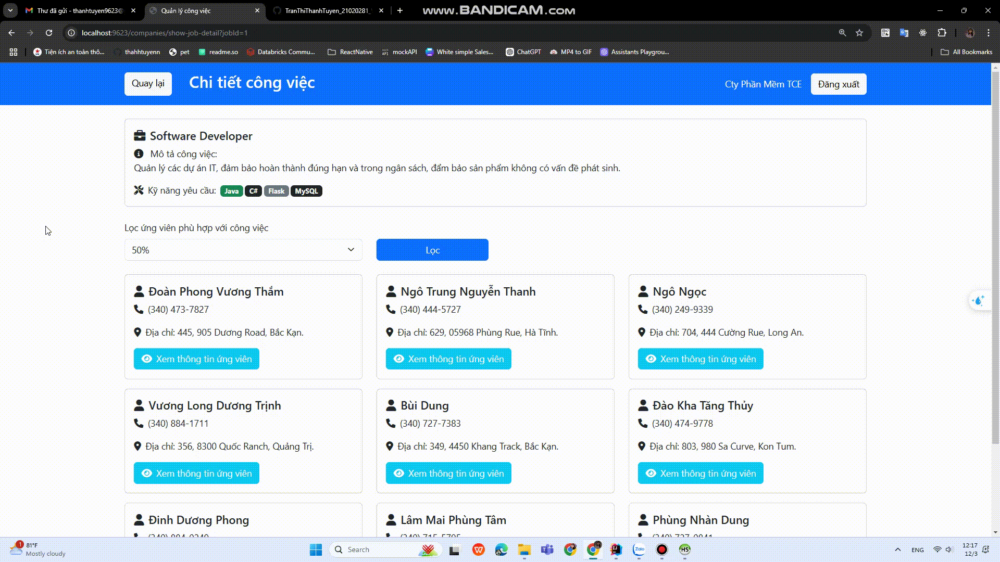 Thư đã gửi - thanhtuyen9623@
Quản lý công việc
TranThiThanhTuyen_21020281_
www.BANDICAM.com
localhost:9623/companies/show-job-detail?jobId=1
Tiện ích an toàn thô...
thahhtuyenn
pet
readme.so
Databricks Commu...
ReactNative
mockAPI
White simple Sales...
ChatGPT
MP4 to GIF
Assistants Playgrou...
All Bookmarks
Quay lại
Chi tiết công việc
Cty Phần Mềm TCE
Đăng xuất
Software Developer
Mô tả công việc:
Quản lý các dự án IT, đảm bảo hoàn thành đúng hạn và trong ngân sách, đẩm bảo sản phẩm không có vấn đề phát sinh.
Kỹ năng yêu cầu: Java C# Flask MySQL
Lọc ứng viên phù hợp với công việc
50%
Lọc
Đoàn Phong Vương Thắm
(340) 473-7827
Địa chỉ: 445, 905 Dương Road, Bắc Kạn.
Xem thông tin ứng viên
Ngô Trung Nguyễn Thanh
(340) 444-5727
Địa chỉ: 629, 05968 Phùng Rue, Hà Tĩnh.
Xem thông tin ứng viên
Ngô Ngọc
(340) 249-9339
Địa chỉ: 704, 444 Cường Rue, Long An.
Xem thông tin ứng viên
Vương Long Dương Trịnh
(340) 884-1711
Địa chỉ: 356, 8300 Quốc Ranch, Quảng Trị.
Xem thông tin ứng viên
Bùi Dung
(340) 727-7383
Địa chỉ: 349, 4450 Khang Track, Bắc Kạn.
Xem thông tin ứng viên
Đào Kha Tăng Thủy
(340) 474-9778
Địa chỉ: 803, 980 Sa Curve, Kon Tum.
Xem thông tin ứng viên
Đinh Dương Phong
Lâm Mai Phùng Tâm
Phùng Nhàn Dung
1
81°F
Mostly cloudy
Search
Zalo
HS
ENG
12:17
12/3